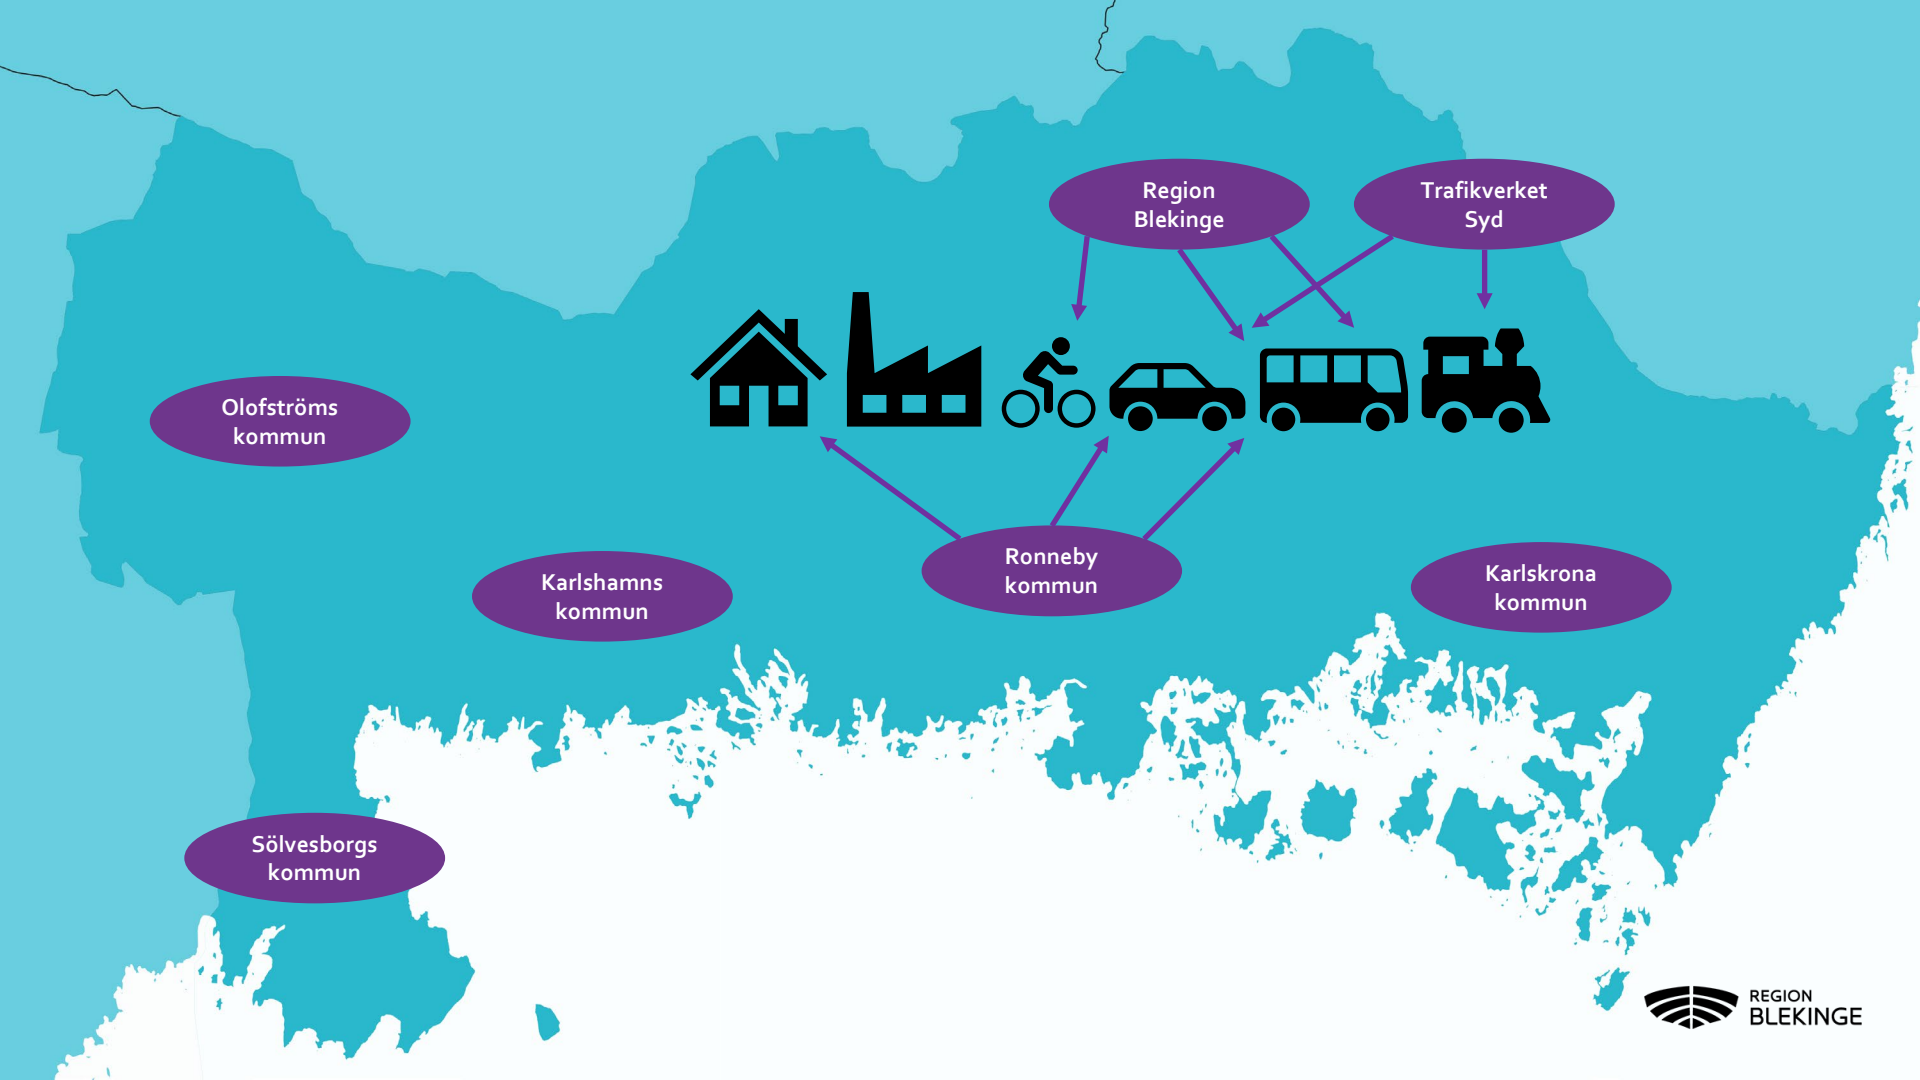 Region
Blekinge
Trafikverket
Syd
Olofströms
kommun
Karlshamns
kommun
Ronneby
kommun
Karlskrona
kommun
Sölvesborgs
kommun
REGION
BLEKINGE